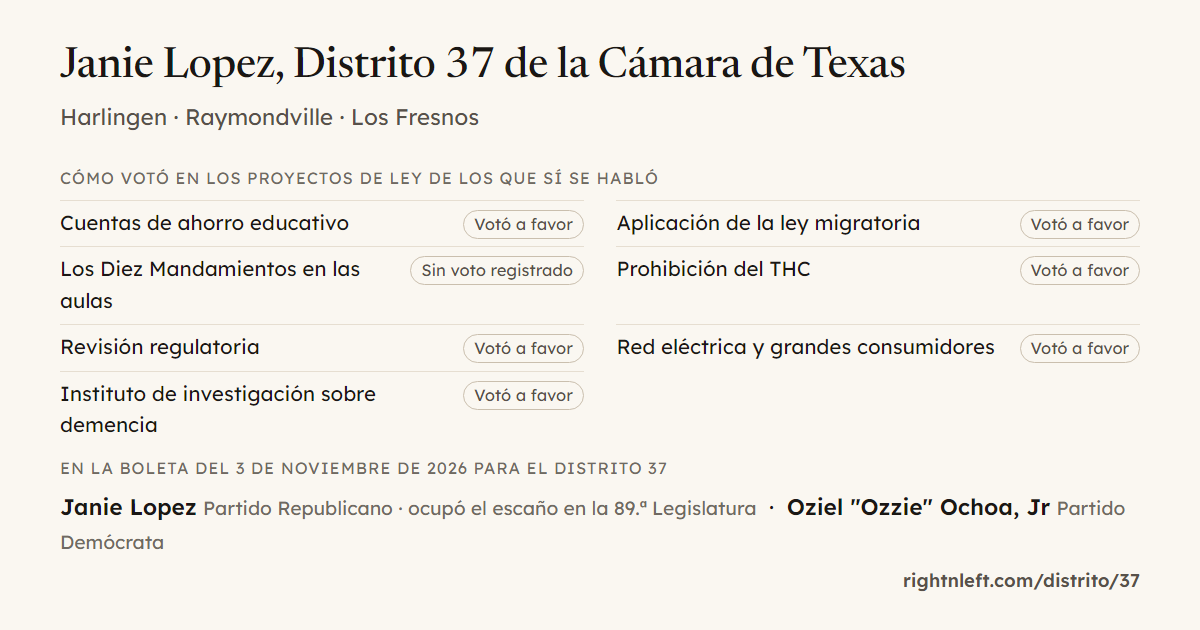 Janie Lopez, Distrito 37 de la Cámara de Texas
Harlingen · Raymondville · Los Fresnos
CÓMO VOTÓ EN LOS PROYECTOS DE LEY DE LOS QUE SÍ SE HABLÓ
Cuentas de ahorro educativo
Votó a favor
Aplicación de la ley migratoria
Votó a favor
Los Diez Mandamientos en las
aulas
Sin voto registrado
Prohibición del THC
Votó a favor
Revisión regulatoria
Votó a favor
Red eléctrica y grandes consumidores
Votó a favor
Instituto de investigación sobre
demencia
Votó a favor
EN LA BOLETA DEL 3 DE NOVIEMBRE DE 2026 PARA EL DISTRITO 37
Janie Lopez Partido Republicano · ocupó el escaño en la 89.ª Legislatura · Oziel "Ozzie" Ochoa, Jr Partido
Demócrata
rightnleft.com/distrito/37